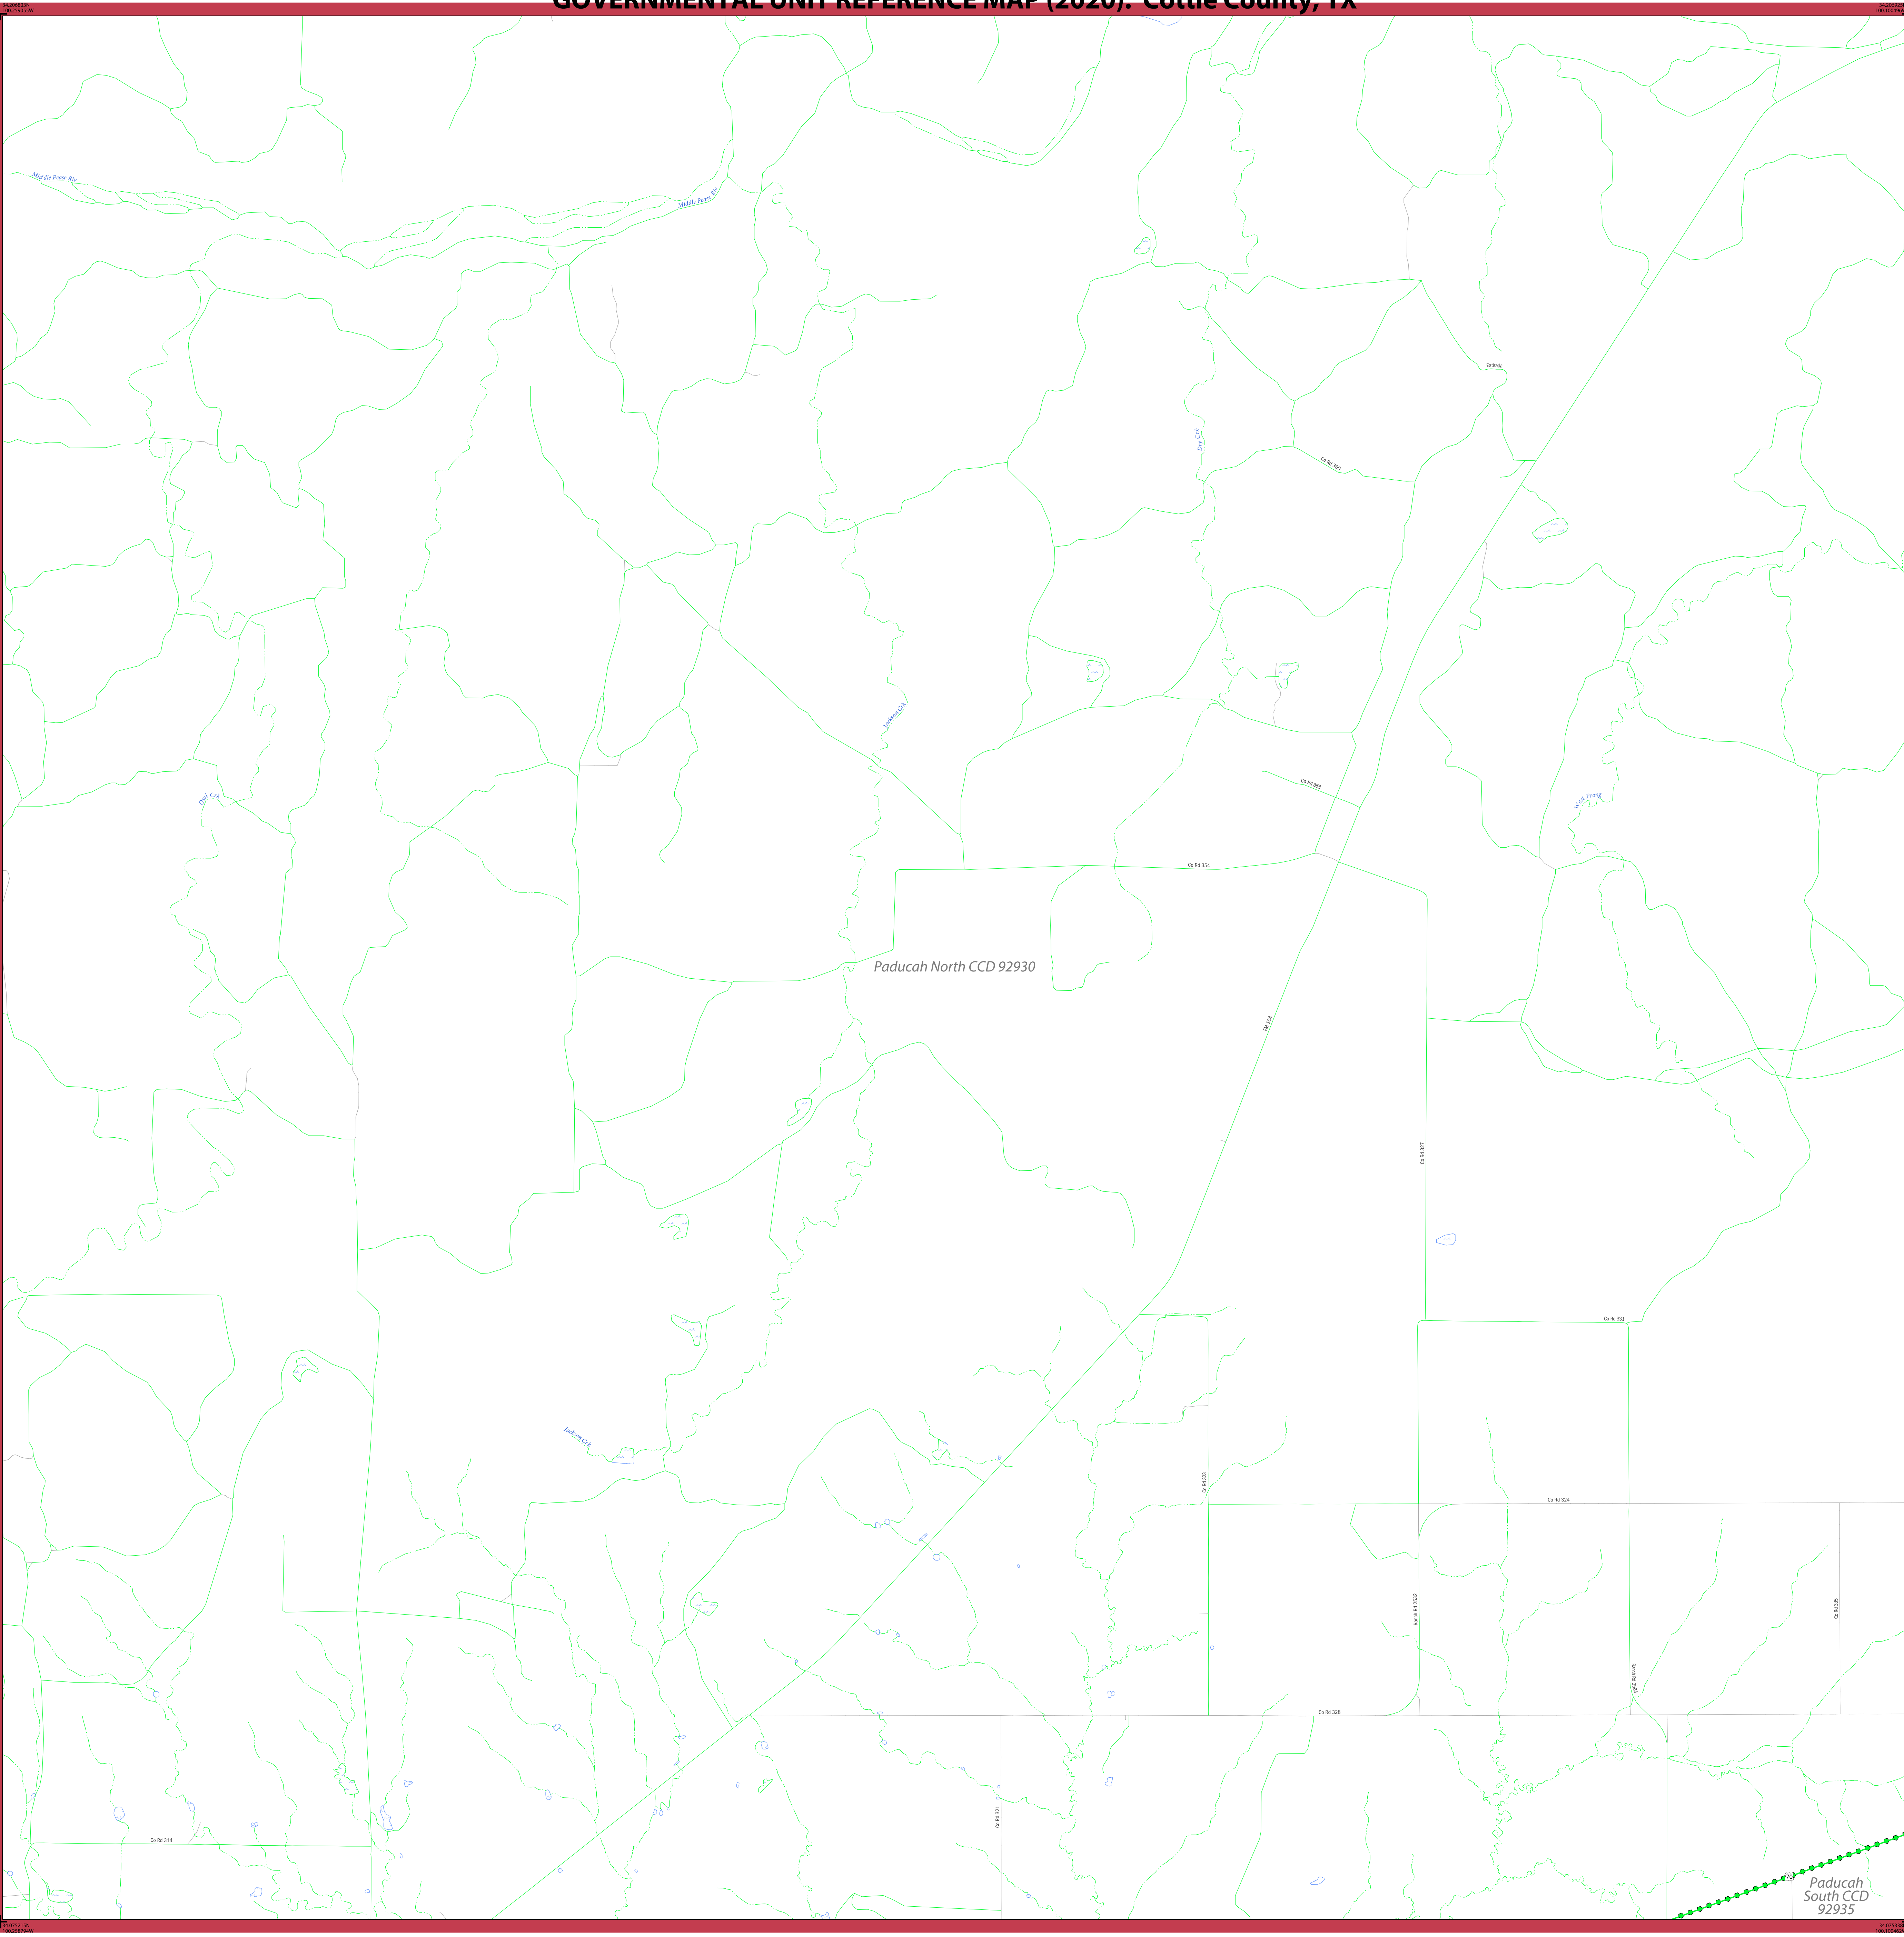 GOVERNMENTAL UNIT REFERENCE MAP (2020): Cottle County, TX
Middle Pease Riv
Middle Pease Riv
Estrada
Dry Crk
Co Rd 360
Jackson Crk
Co Rd 358
Owl Crk
West Prong
Co Rd 354
Paducah North CCD 92930
FM 104
Co Rd 327
Co Rd 331
Jackson Crk
Co Rd 323
Co Rd 324
Ranch Rd 2532
Co Rd 335
Co Rd 328
Co Rd 321
Co Rd 314
Paducah
South CCD
92935